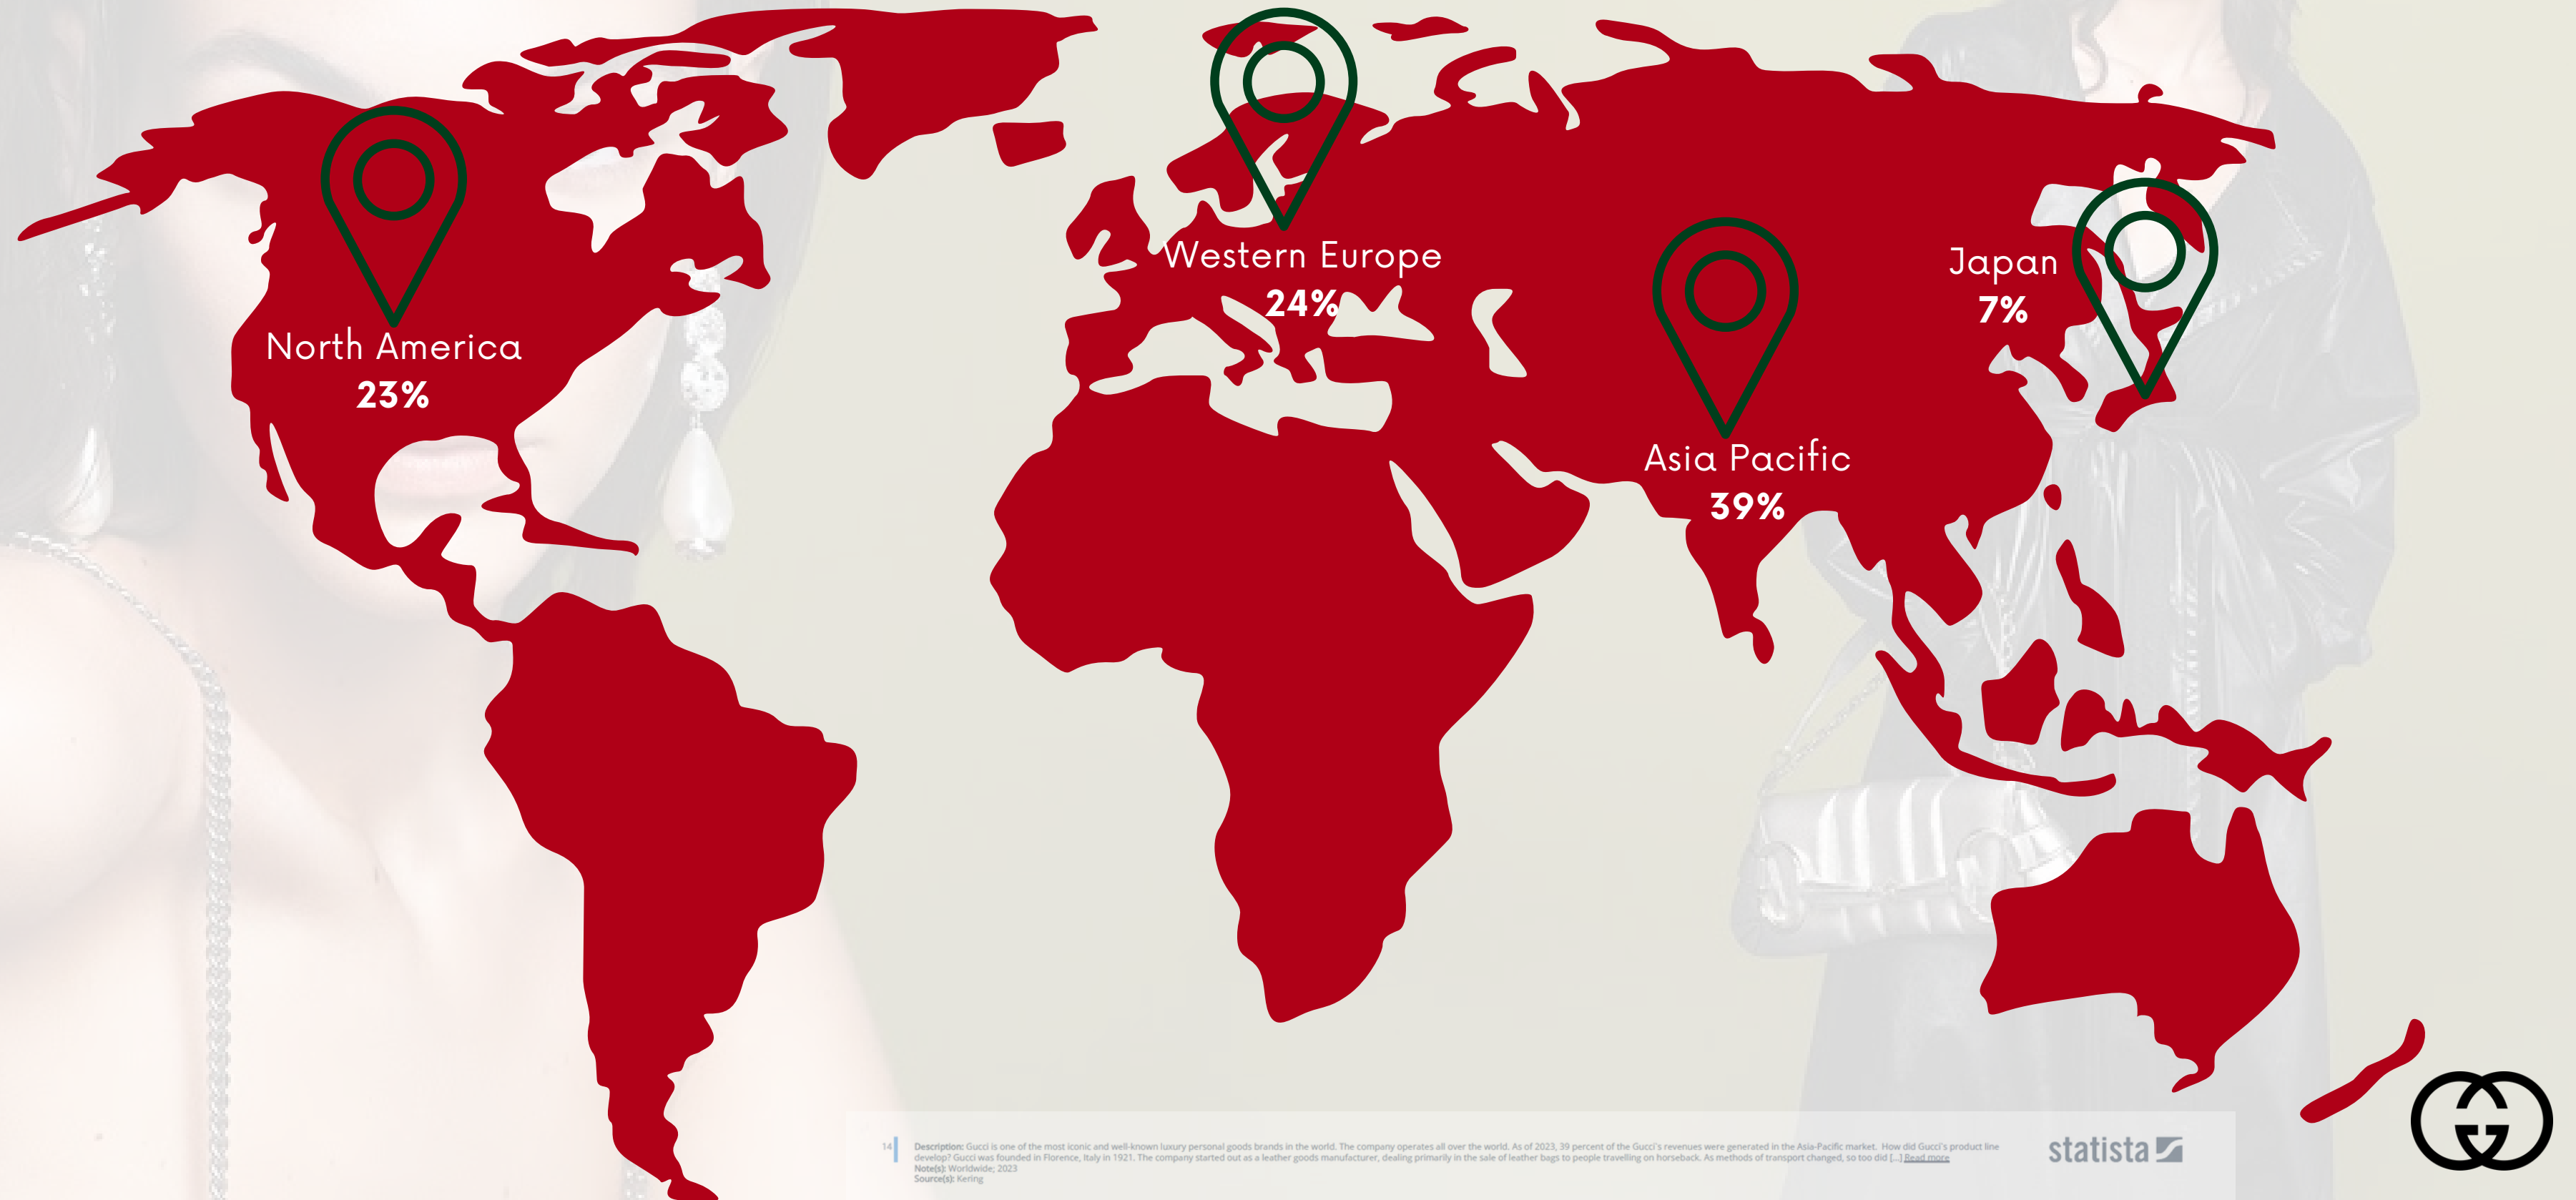 Western Europe
24%
Japan
7%
North America
23%
Asia Pacific
39%
14
Description: Gucci is one of the most iconic and well-known luxury personal goods brands in the world. The company operates all over the world. As of 2023, 39 percent of the Gucci's revenues were generated in the Asia-Pacific market. How did Gucci's product line
develop? Gucci was founded in Florence, Italy in 1921. The company started out as a leather goods manufacturer, dealing primarily in the sale of leather bags to people travelling on horseback. As methods of transport changed, so too did [...] Read more
Note(s): Worldwide; 2023
Source(s): Kering
statista